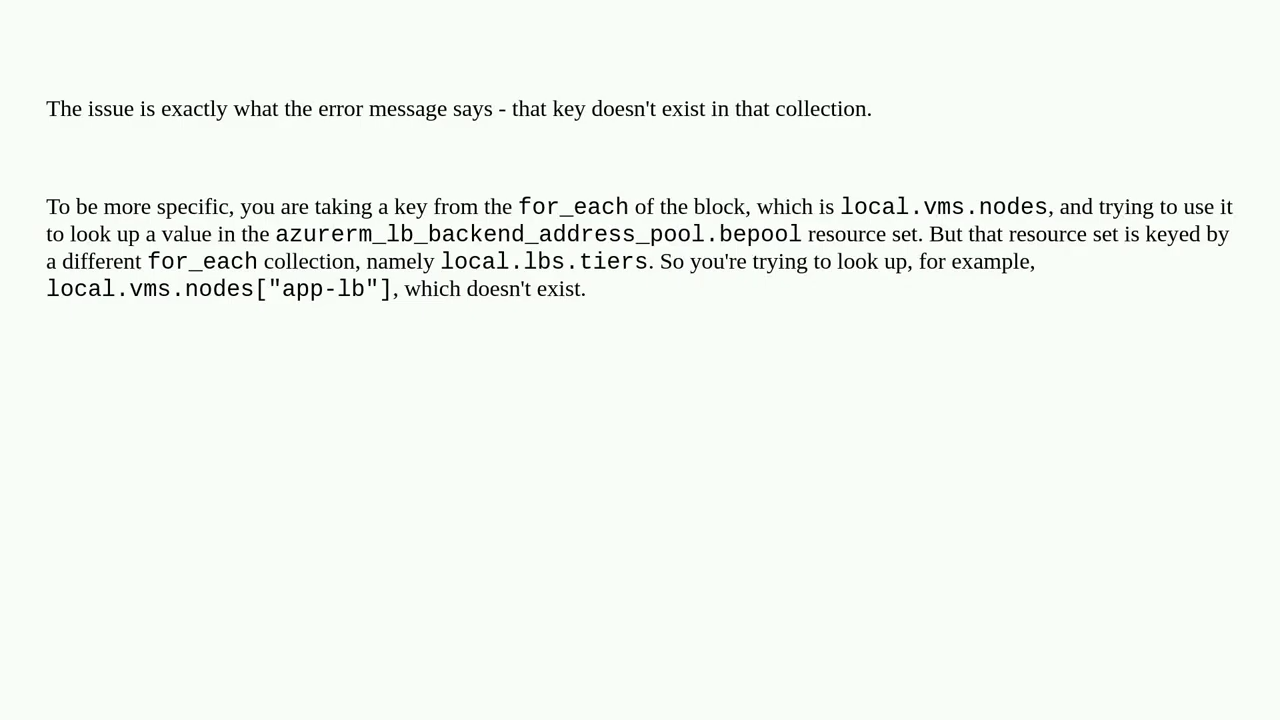 The issue is exactly what the error message says - that key doesn't exist in that collection.
To be more specific, you are taking a key from the for_each of the block, which is local.vms.nodes, and trying to use it
to look up a value in the azurerm_lb_backend_address_pool.bepool resource set. But that resource set is keyed by
a different for_each collection, namely local.lbs.tiers. So you're trying to look up, for example,
local.vms.nodes["app-lb"], which doesn't exist.